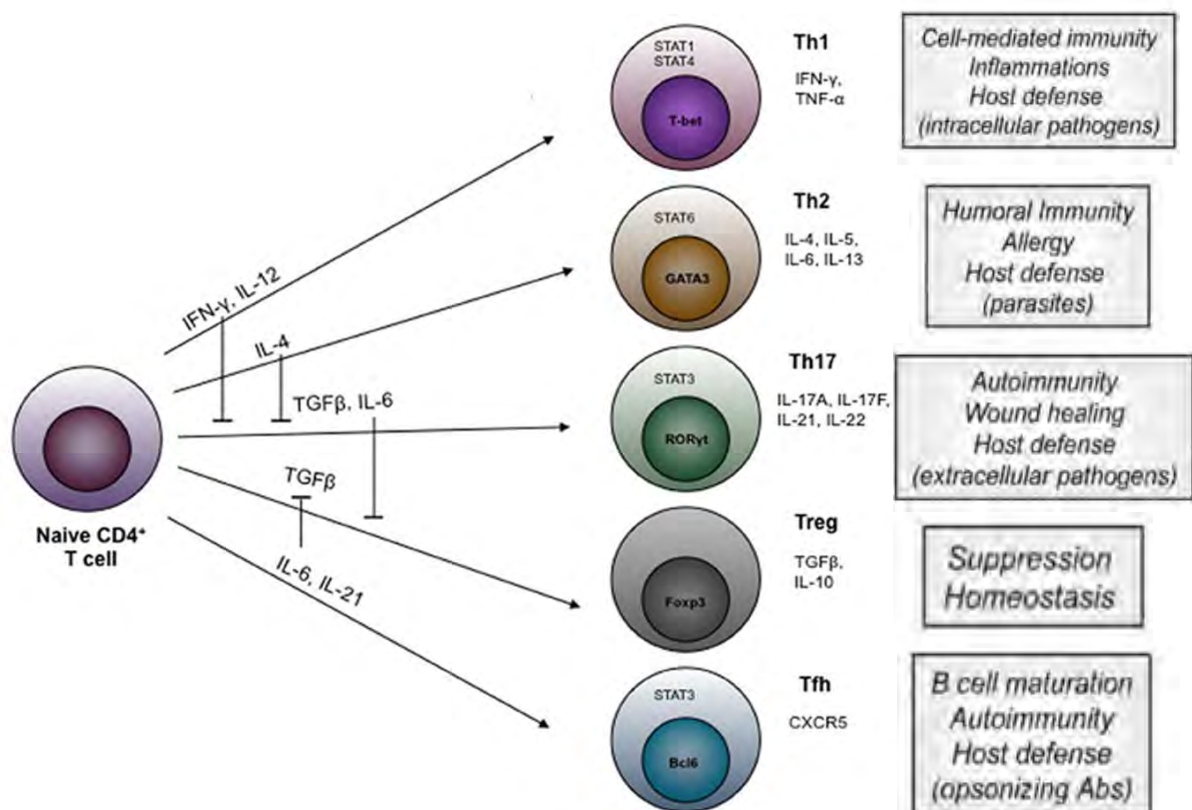 STAT1
STAT4
T-bet
Th1
IFN-γ,
TNF-α
Cell-mediated immunity
Inflammations
Host defense
(intracellular pathogens)
STAT6
GATA3
Th2
IL-4, IL-5,
IL-6, IL-13
Humoral Immunity
Allergy
Host defense
(parasites)
IFN-γ, IL-12
IL-4
TGFβ, IL-6
TGFβ
IL-6, IL-21
Naive CD4⁺
T cell
STAT3
RORγt
Th17
IL-17A, IL-17F,
IL-21, IL-22
Autoimmunity
Wound healing
Host defense
(extracellular pathogens)
Foxp3
Treg
TGFβ,
IL-10
Suppression
Homeostasis
STAT3
Bcl6
Tfh
CXCR5
B cell maturation
Autoimmunity
Host defense
(opsonizing Abs)